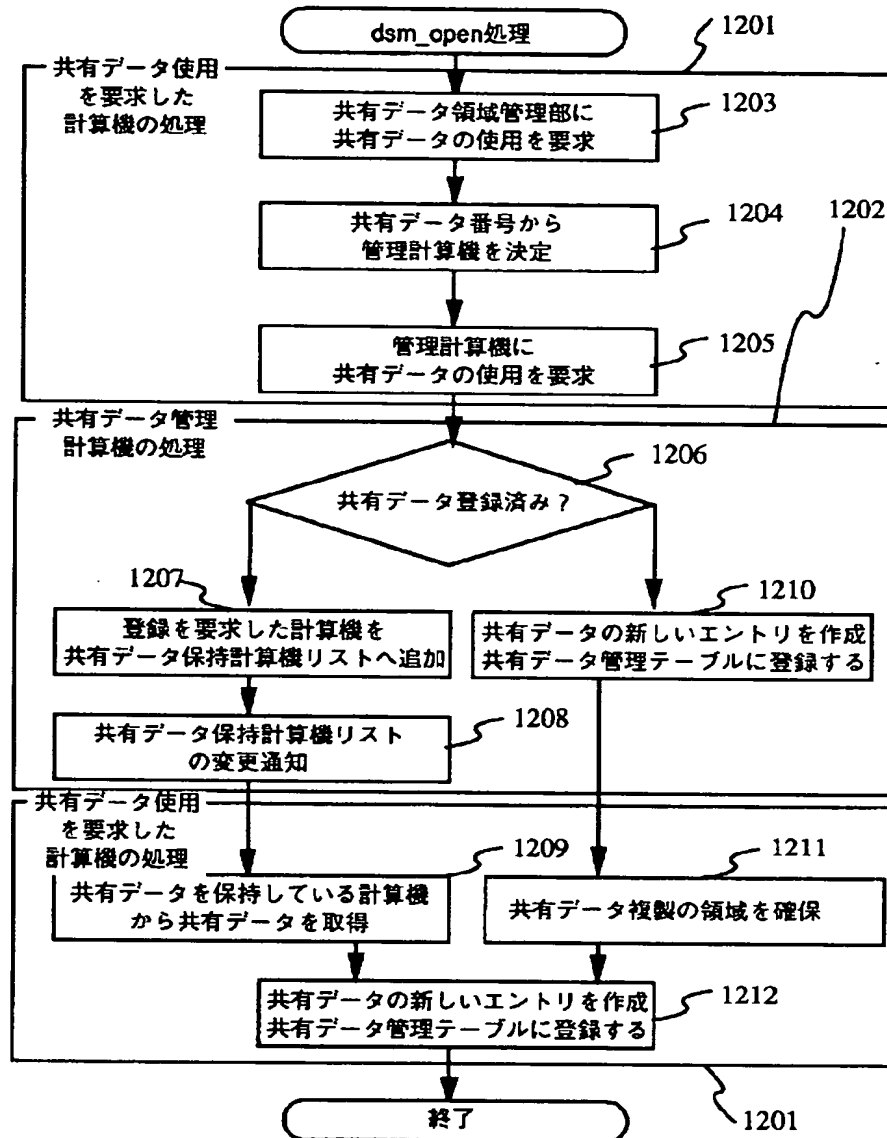 dsm_open処理
1201
共有データ使用
を要求した
計算機の処理
共有データ領域管理部に
共有データの使用を要求
1203
共有データ番号から
管理計算機を決定
1204
1202
管理計算機に
共有データの使用を要求
1205
共有データ管理
計算機の処理
1206
共有データ登録済み？
1207
登録を要求した計算機を
共有データ保持計算機リストへ追加
1210
共有データの新しいエントリを作成
共有データ管理テーブルに登録する
1208
共有データ保持計算機リスト
の変更通知
共有データ使用
を要求した
計算機の処理
1209
共有データを保持している計算機
から共有データを取得
1211
共有データ複製の領域を確保
共有データの新しいエントリを作成
共有データ管理テーブルに登録する
1212
終了
1201